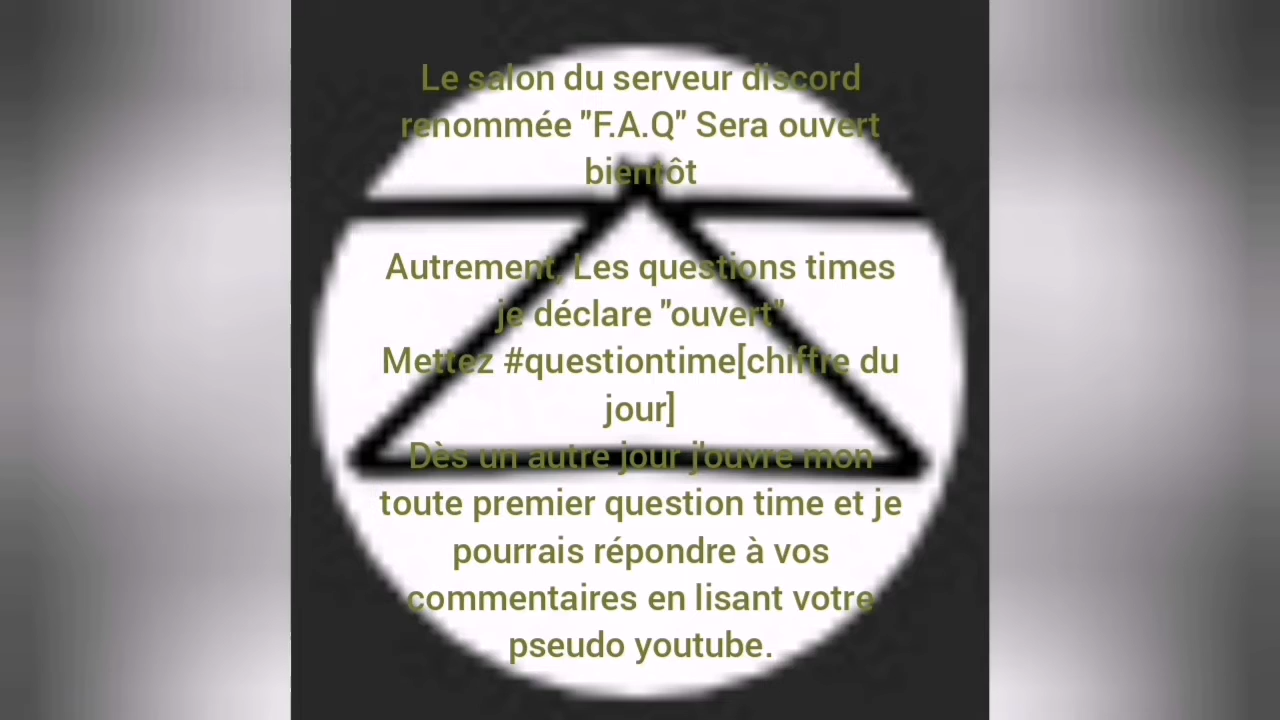 Le salon du serveur discord
renommée "F.A.Q" Sera ouvert
bientôt
Autrement, Les questions times
je déclare "ouvert"
Mettez #questiontime[chiffre du
jour]
Dès un autre jour j'ouvre mon
toute premier question time et je
pourrais répondre à vos
commentaires en lisant votre
pseudo youtube.